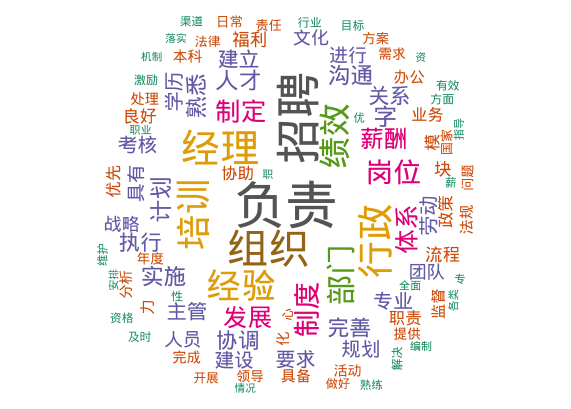 渠道
日常
责任
行业
目标
落实
法律
福利
文化
方案
机制
本科
建立
进行
需求
资
激励
学历
熟悉
人才
沟通
办公
有效
处理
制定
招聘
绩效
关系
方面
良好
字
业务
指导
职业
考核
经理
薪酬
优
模
国家
优先
具有
计划
培训
协助
职
岗位
块
薪
问题
负责
战略
执行
组织
行政
体系
劳动
政策
法规
维护
年度
部门
流程
安排
分析
实施
经验
团队
全面
专
力
性
主管
发展
制度
心
专业
监督
各类
资格
化
完善
职责
及时
人员
协调
提供
编制
完成
建设
要求
规划
解决
开展
领导
具备
活动
情况
做好
熟练